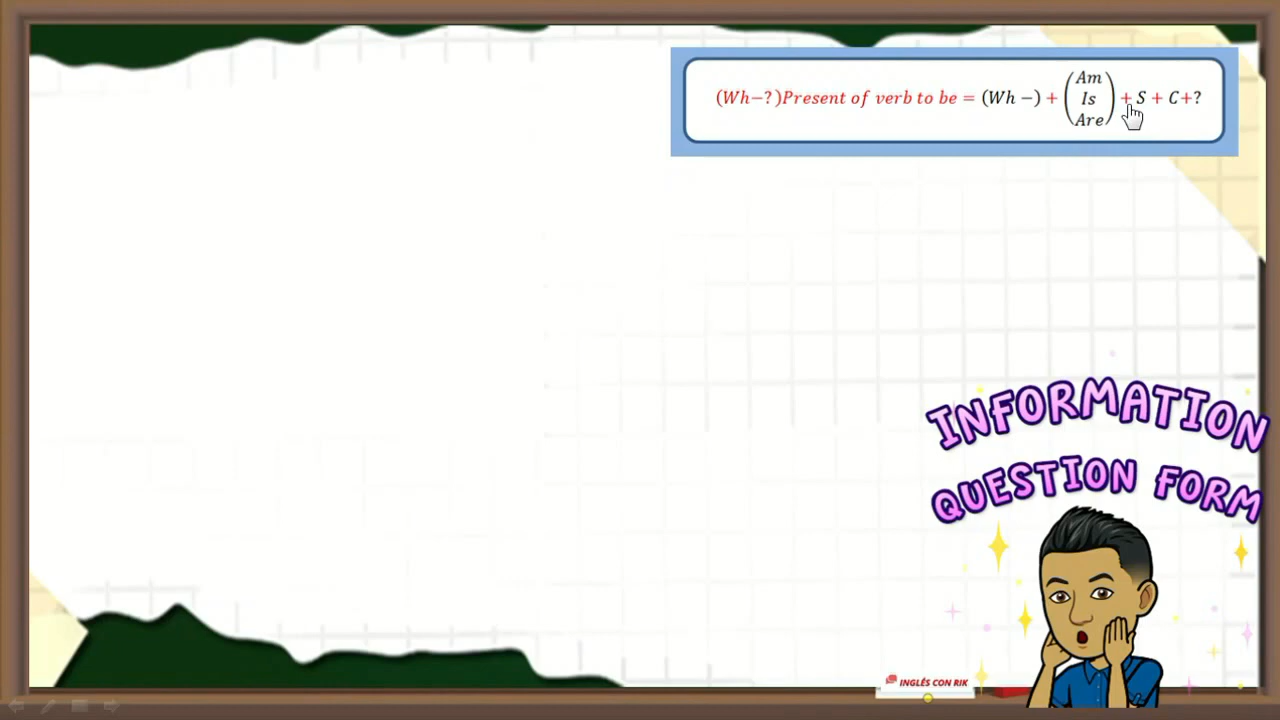 (Wh−?)Present of verb to be = (Wh −) + (Am Is Are) + S + C +?
INFORMATION
QUESTION FORM
INGLÉS CON RIK